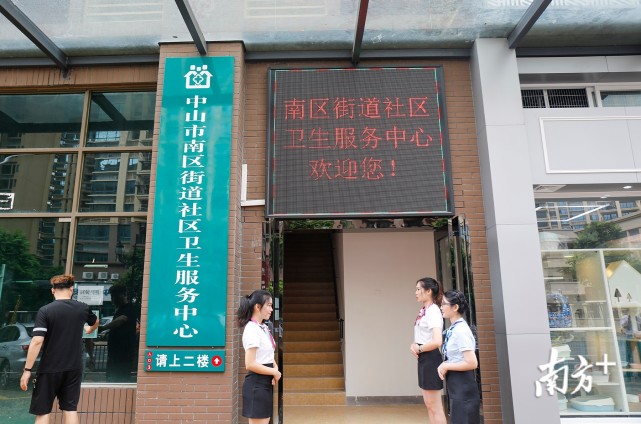 中山市南区街道社区卫生服务中心
请上二楼
南区街道社区
卫生服务中心
欢迎您！
南方+